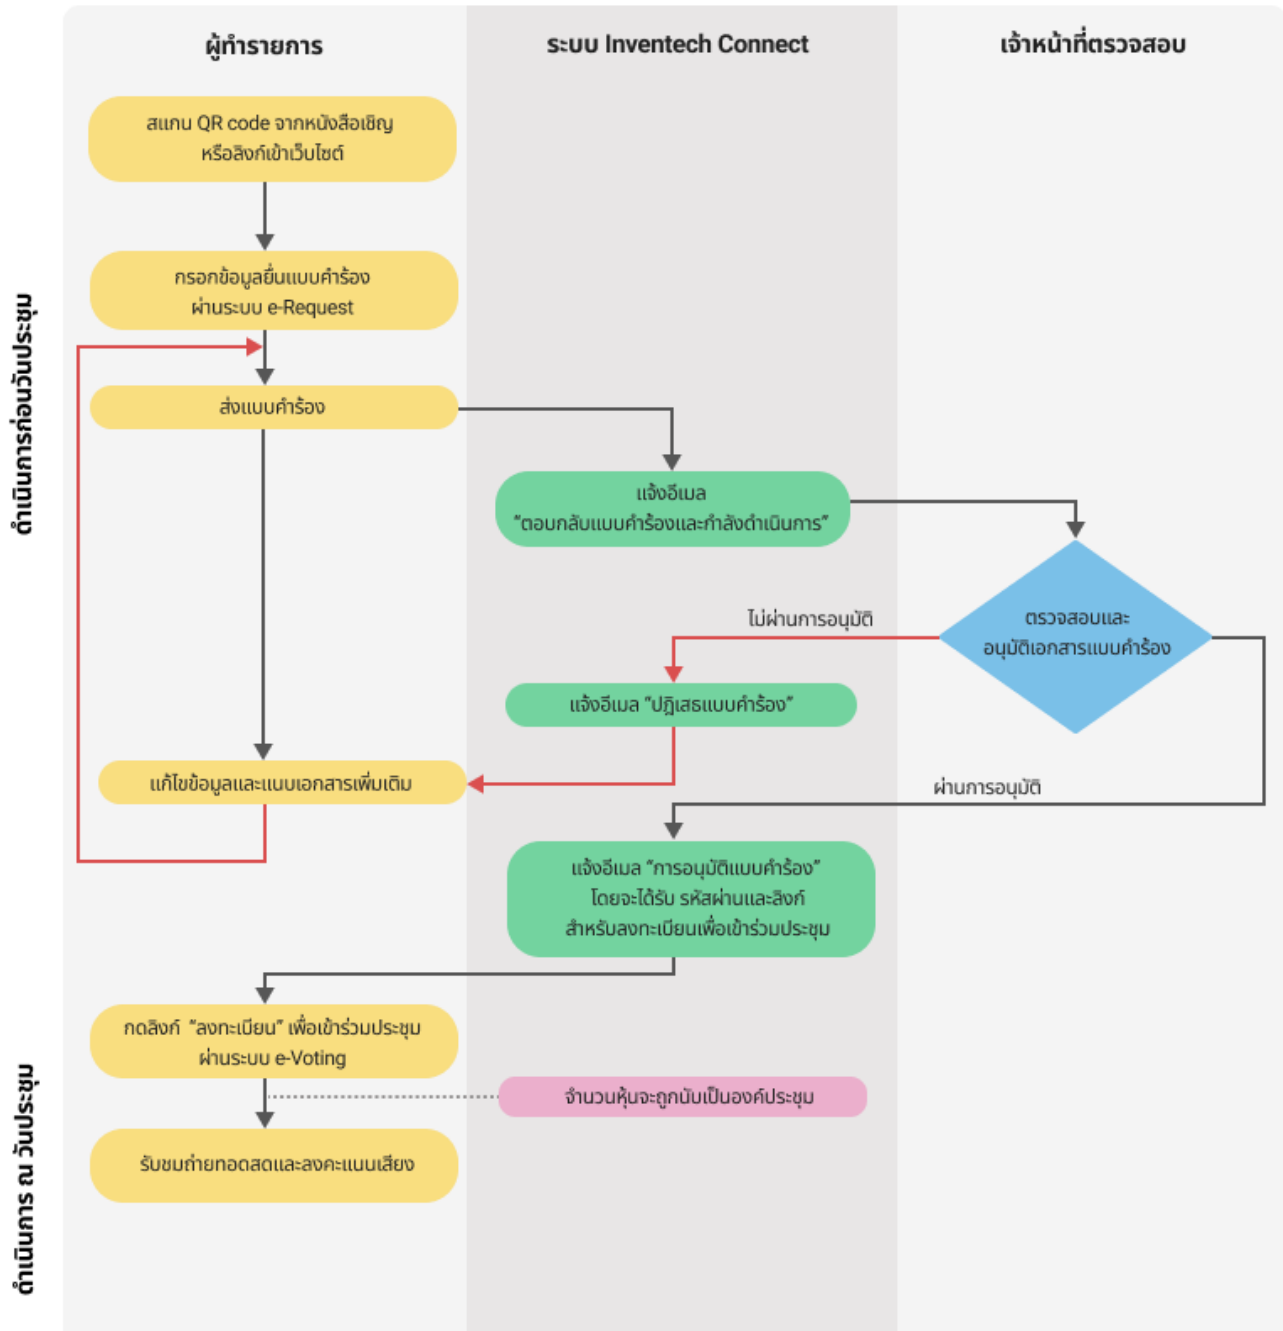 ผู้ทำรายการ
ระบบ Inventech Connect
เจ้าหน้าที่ตรวจสอบ
ดำเนินการก่อนวันประชุม
สแกน QR code จากหนังสือเชิญ
หรือลิงก์เข้าเว็บไซต์
กรอกข้อมูลยื่นแบบคำร้อง
ผ่านระบบ e-Request
ส่งแบบคำร้อง
แจ้งอีเมล
“ตอบกลับแบบคำร้องและกำลังดำเนินการ”
ตรวจสอบและ
อนุมัติเอกสารแบบคำร้อง
ไม่ผ่านการอนุมัติ
แจ้งอีเมล “ปฏิเสธแบบคำร้อง”
แก้ไขข้อมูลและแนบเอกสารเพิ่มเติม
ผ่านการอนุมัติ
แจ้งอีเมล “การอนุมัติแบบคำร้อง”
โดยจะได้รับ รหัสผ่านและลิงก์
สำหรับลงทะเบียนเพื่อเข้าร่วมประชุม
ดำเนินการ ณ วันประชุม
กดลิงก์ “ลงทะเบียน” เพื่อเข้าร่วมประชุม
ผ่านระบบ e-Voting
จำนวนหุ้นจะถูกนับเป็นองค์ประชุม
รับชมถ่ายทอดสดและลงคะแนนเสียง